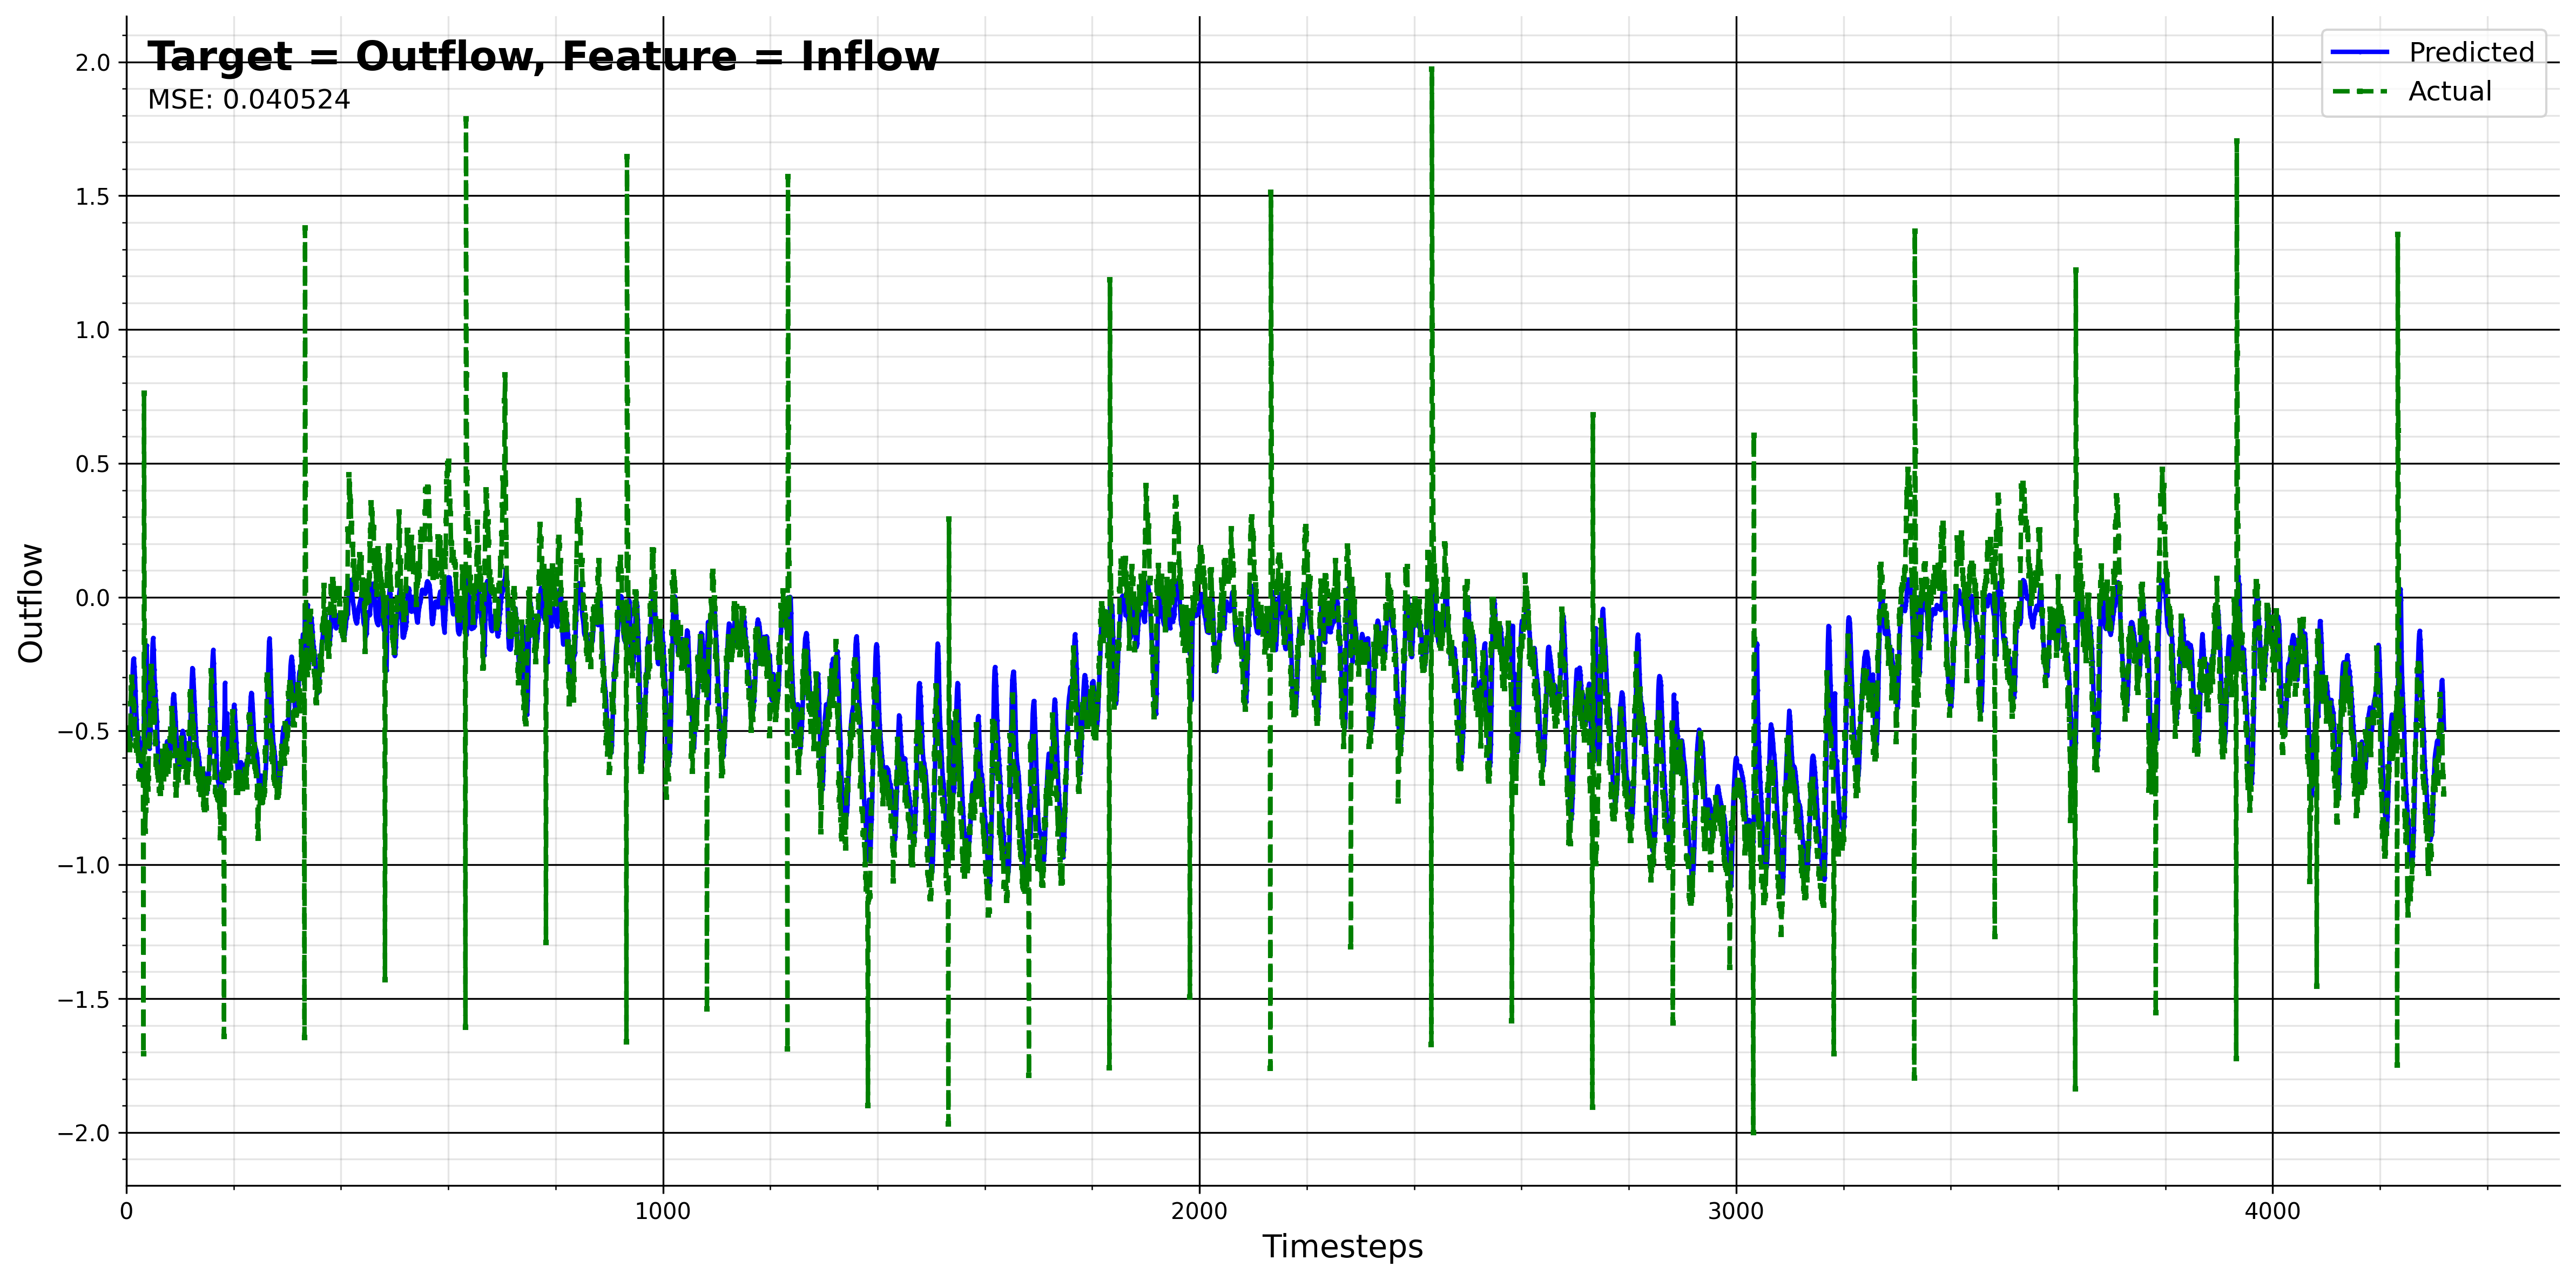 Target = Outflow, Feature = Inflow
MSE: 0.040524
Predicted
Actual
2.0
1.5
1.0
0.5
0.0
−0.5
−1.0
−1.5
−2.0
Outflow
0 1000 2000 3000 4000
Timesteps